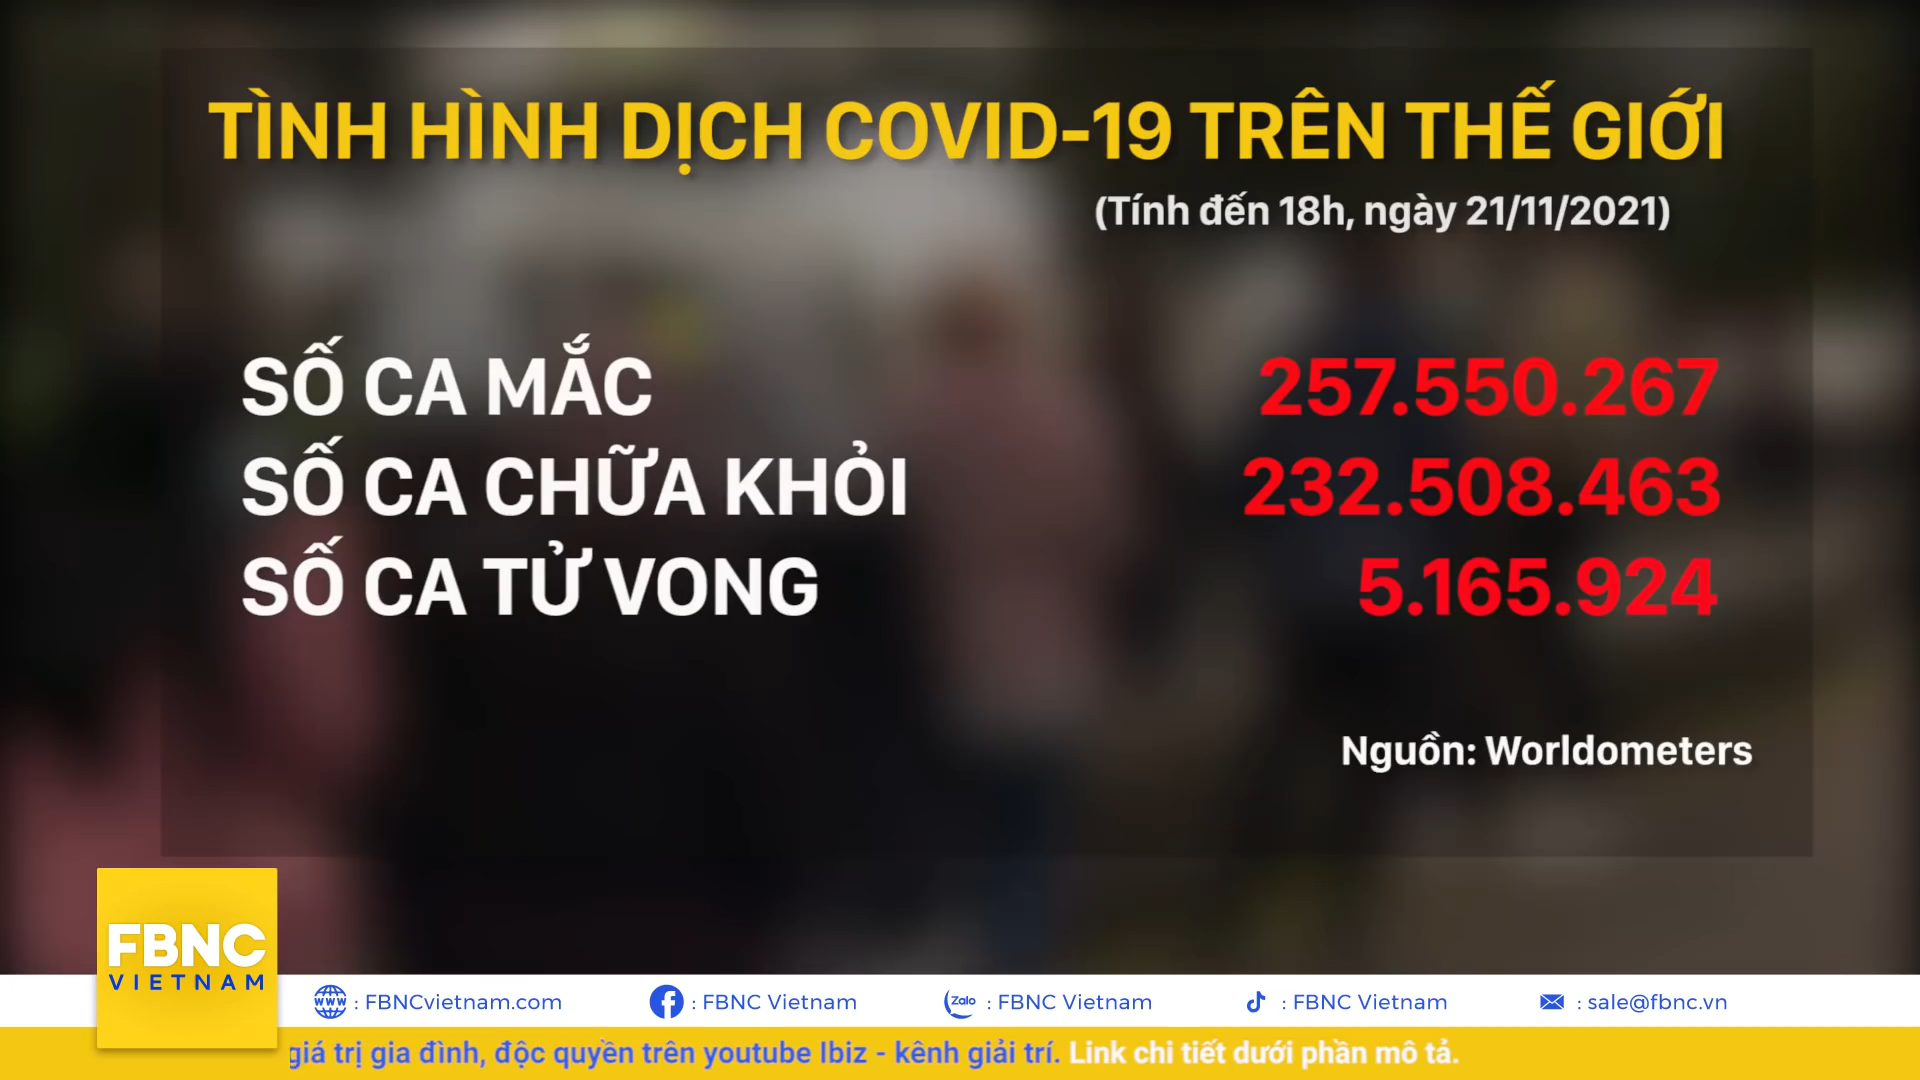 TÌNH HÌNH DỊCH COVID-19 TRÊN THẾ GIỚI
(Tính đến 18h, ngày 21/11/2021)
SỐ CA MẮC 257.550.267
SỐ CA CHỮA KHỎI 232.508.463
SỐ CA TỬ VONG 5.165.924
Nguồn: Worldometers
FBNC
VIETNAM
www : FBNCvietnam.com : FBNC Vietnam Zalo : FBNC Vietnam : FBNC Vietnam : sale@fbnc.vn
giá trị gia đình, độc quyền trên youtube Ibiz - kênh giải trí. Link chi tiết dưới phần mô tả.